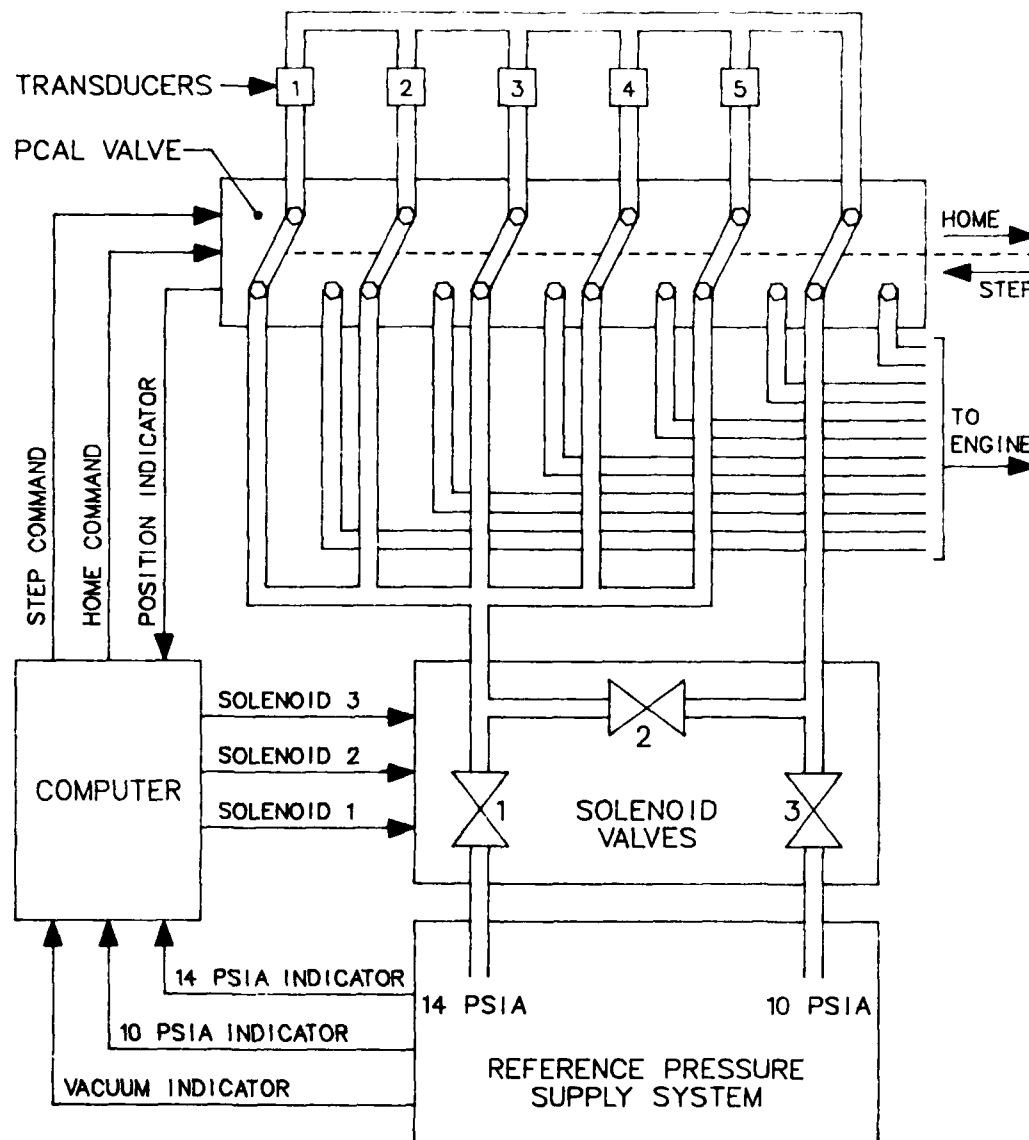 TRANSDUCERS
1
2
3
4
5
PCAL VALVE
HOME
STEP
TO
ENGINE
STEP COMMAND
HOME COMMAND
POSITION INDICATOR
COMPUTER
SOLENOID 3
SOLENOID 2
SOLENOID 1
2
1
3
SOLENOID
VALVES
14 PSIA INDICATOR
10 PSIA INDICATOR
VACUUM INDICATOR
14 PSIA
10 PSIA
REFERENCE PRESSURE
SUPPLY SYSTEM